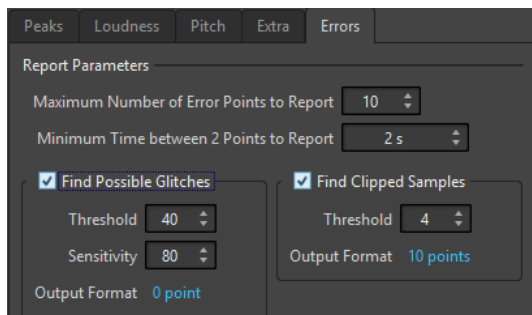 Peaks Loudness Pitch Extra Errors
Report Parameters
Maximum Number of Error Points to Report 10
Minimum Time between 2 Points to Report 2 s
Find Possible Glitches
Threshold 40
Sensitivity 80
Output Format 0 point
Find Clipped Samples
Threshold 4
Output Format 10 points